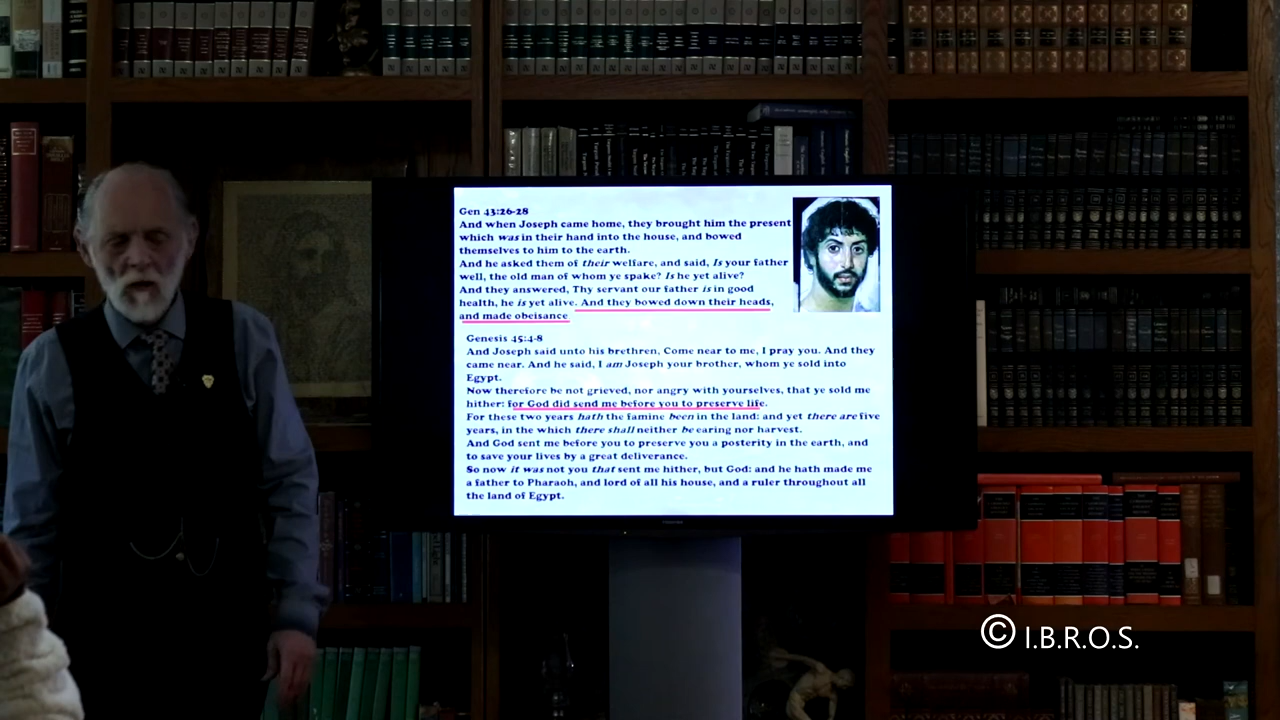 Gen 43:26-28
And when Joseph came home, they brought him the present
which was in their hand into the house, and bowed
themselves to him to the earth.
And he asked them of their welfare, and said, Is your father
well, the old man of whom ye spake? Is he yet alive?
And they answered, Thy servant our father is in good
health, he is yet alive. And they bowed down their heads,
and made obeisance
Genesis 45:4-8
And Joseph said unto his brethren, Come near to me, I pray you. And they
came near. And he said, I am Joseph your brother, whom ye sold into
Egypt.
Now therefore be not grieved, nor angry with yourselves, that ye sold me
hither: for God did send me before you to preserve life.
For these two years hath the famine been in the land: and yet there are five
years, in the which there shall neither be earing nor harvest.
And God sent me before you to preserve you a posterity in the earth, and
to save your lives by a great deliverance.
So now it was not you that sent me hither, but God: and he hath made me
a father to Pharaoh, and lord of all his house, and a ruler throughout all
the land of Egypt.
© I.B.R.O.S.